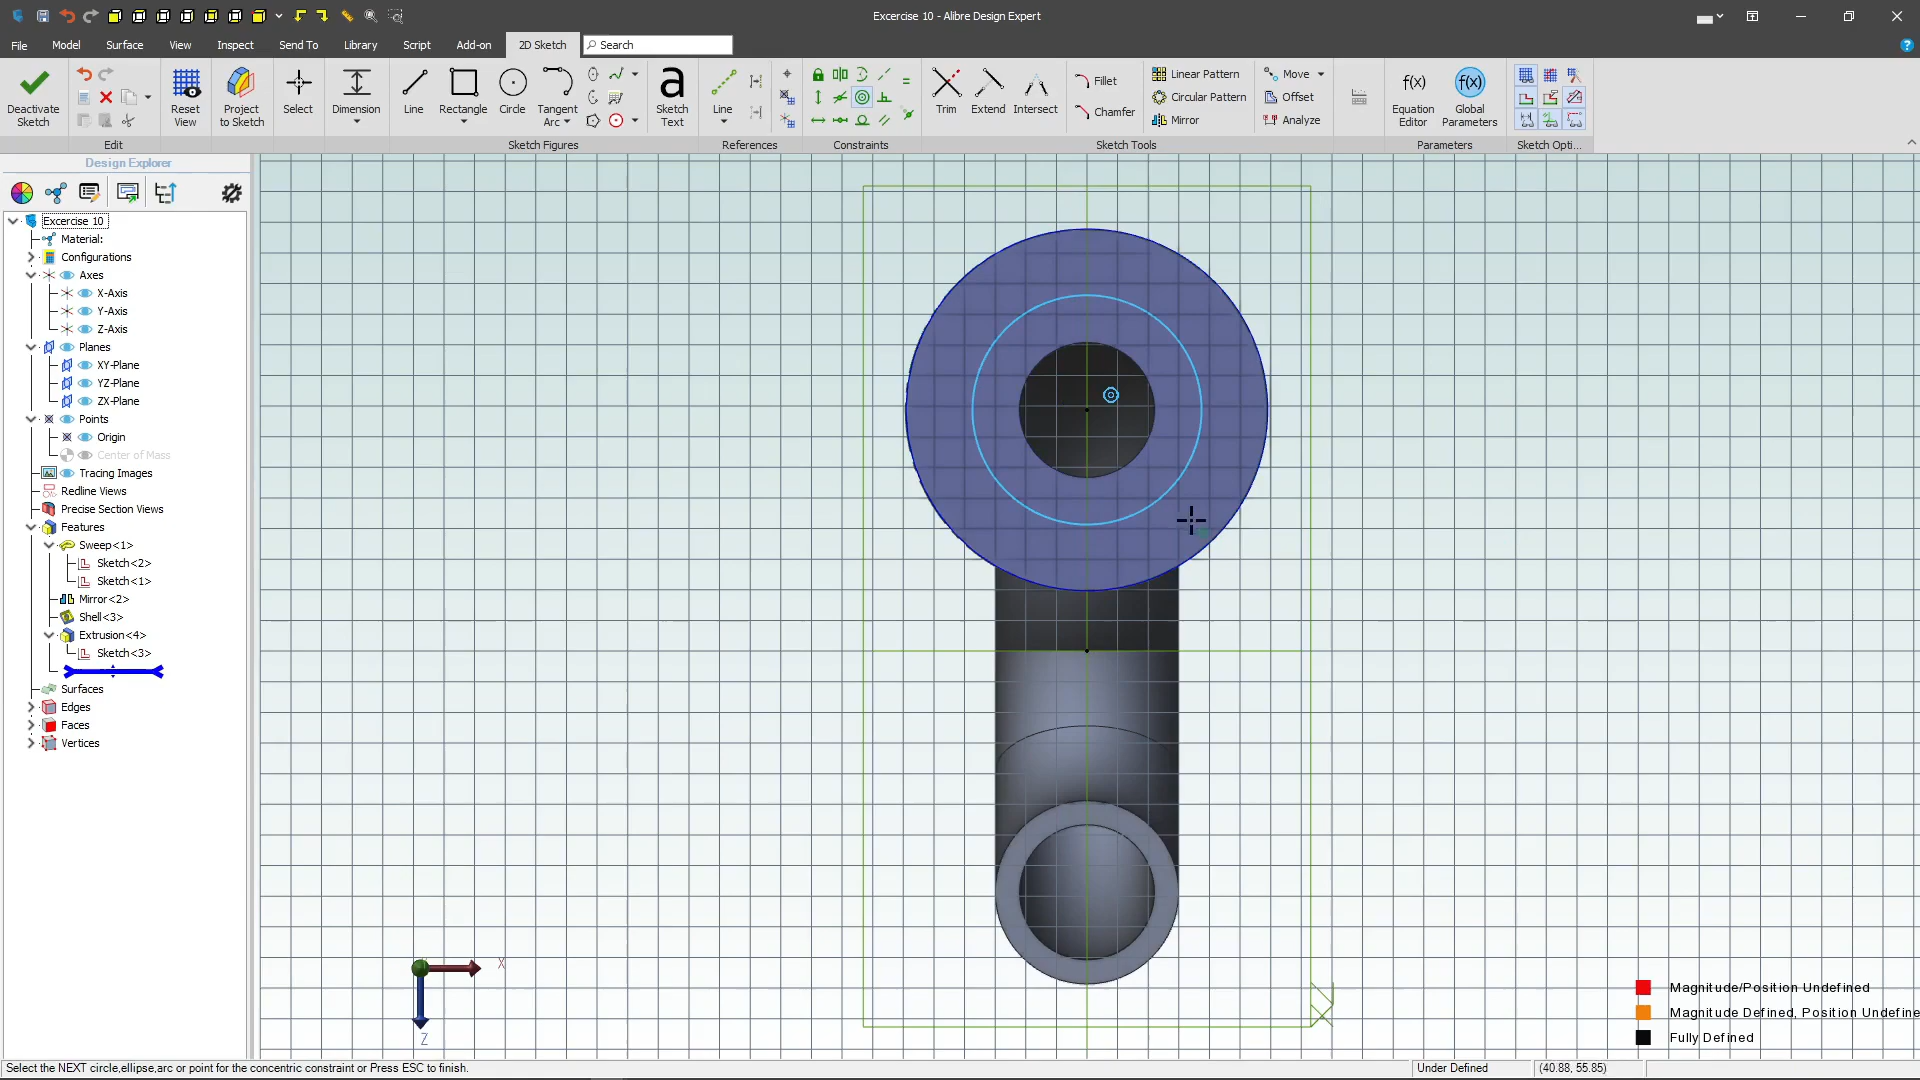 Excercise 10 - Alibre Design Expert
File
Model
Surface
View
Inspect
Send To
Library
Script
Add-on
2D Sketch
Search
Deactivate
Sketch
Reset
View
Project
to Sketch
Select
Dimension
Line
Rectangle
Circle
Tangent
Arc
a
Sketch
Text
Line
Trim
Extend
Intersect
Fillet
Chamfer
Linear Pattern
Circular Pattern
Mirror
Move
Offset
Analyze
f(x)
Equation
Editor
f(x)
Global
Parameters
Edit
Sketch Figures
References
Constraints
Sketch Tools
Parameters
Sketch Opti...
Design Explorer
Excercise 10
Material:
Configurations
Axes
X-Axis
Y-Axis
Z-Axis
Planes
XY-Plane
YZ-Plane
ZX-Plane
Points
Origin
Center of Mass
Tracing Images
Redline Views
Precise Section Views
Features
Sweep<1>
Sketch<2>
Sketch<1>
Mirror<2>
Shell<3>
Extrusion<4>
Sketch<3>
Surfaces
Edges
Faces
Vertices
X
Z
Magnitude/Position Undefined
Magnitude Defined, Position Undefine
Fully Defined
Select the NEXT circle,ellipse,arc or point for the concentric constraint or Press ESC to finish.
Under Defined
(40.88, 55.85)